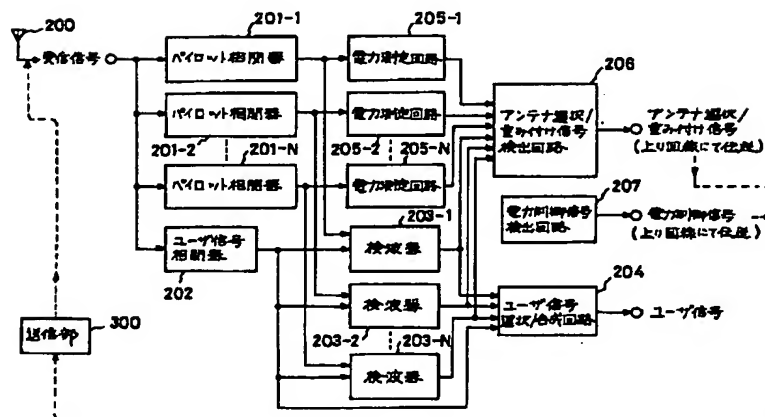 200
受信信号
201-1
パイロット相関器
パイロット相関器
201-2
201-N
パイロット相関器
ユーザ信号
相関器
202
205-1
電力測定回路
電力測定回路
205-2
205-N
電力測定回路
203-1
検波器
検波器
203-2
203-N
検波器
206
アンテナ選択/
重み付け信号
検出回路
アンテナ選択/
重み付け信号
(上り回線にて伝送)
207
電力制御信号
検出回路
電力制御信号
(上り回線にて伝送)
204
ユーザ信号
選択/合成回路
ユーザ信号
300
送信部